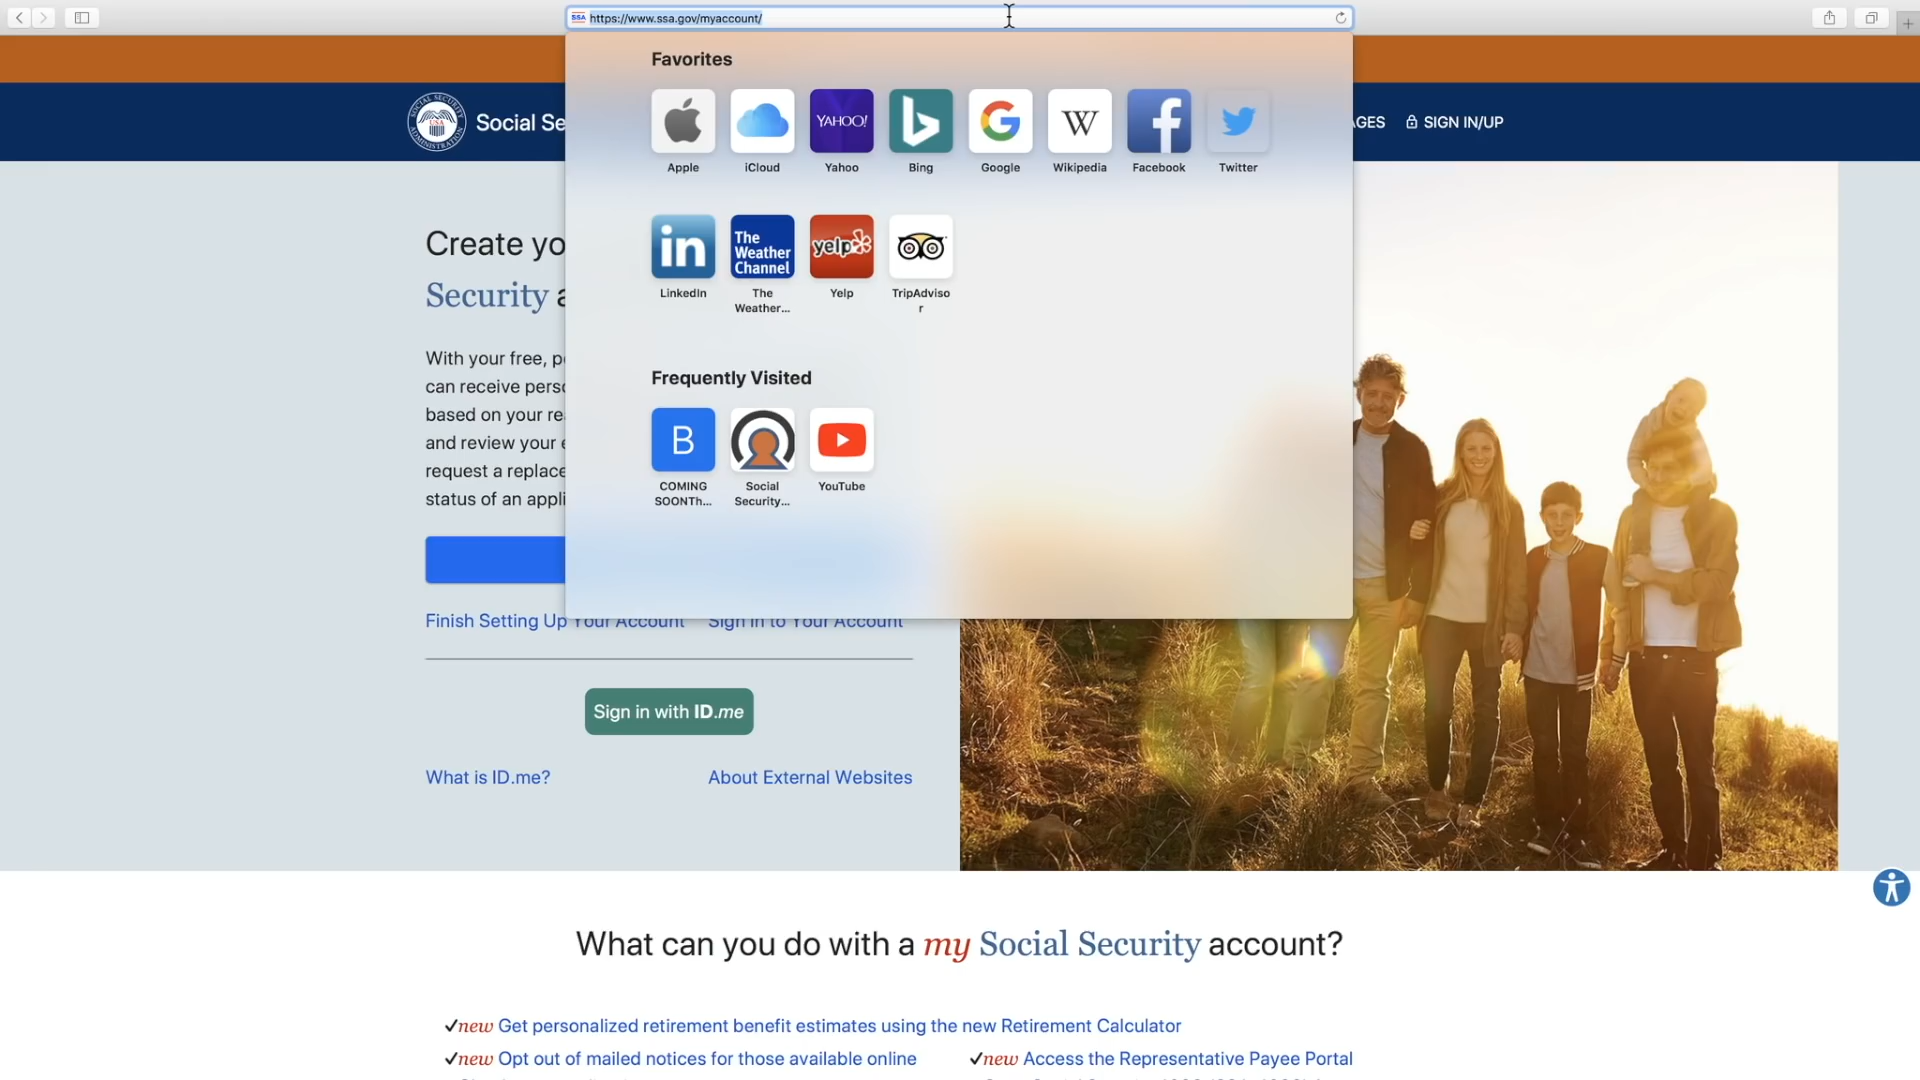 SSA https://www.ssa.gov/myaccount/
Favorites
Social Se
GES SIGN IN/UP
YAHOO!
W
Apple iCloud Yahoo Bing Google Wikipedia Facebook Twitter
Create yo
in The Weather Channel yelp
Security a
LinkedIn The Weather... Yelp TripAdvisor
With your free, p
can receive perso
Frequently Visited
based on your re
B
and review your e
request a replace
COMING SOONTh... Social Security... YouTube
status of an appli
Finish Setting Up Your Account Sign In to Your Account
Sign in with ID.me
What is ID.me? About External Websites
What can you do with a my Social Security account?
✓new Get personalized retirement benefit estimates using the new Retirement Calculator
✓new Opt out of mailed notices for those available online ✓new Access the Representative Payee Portal